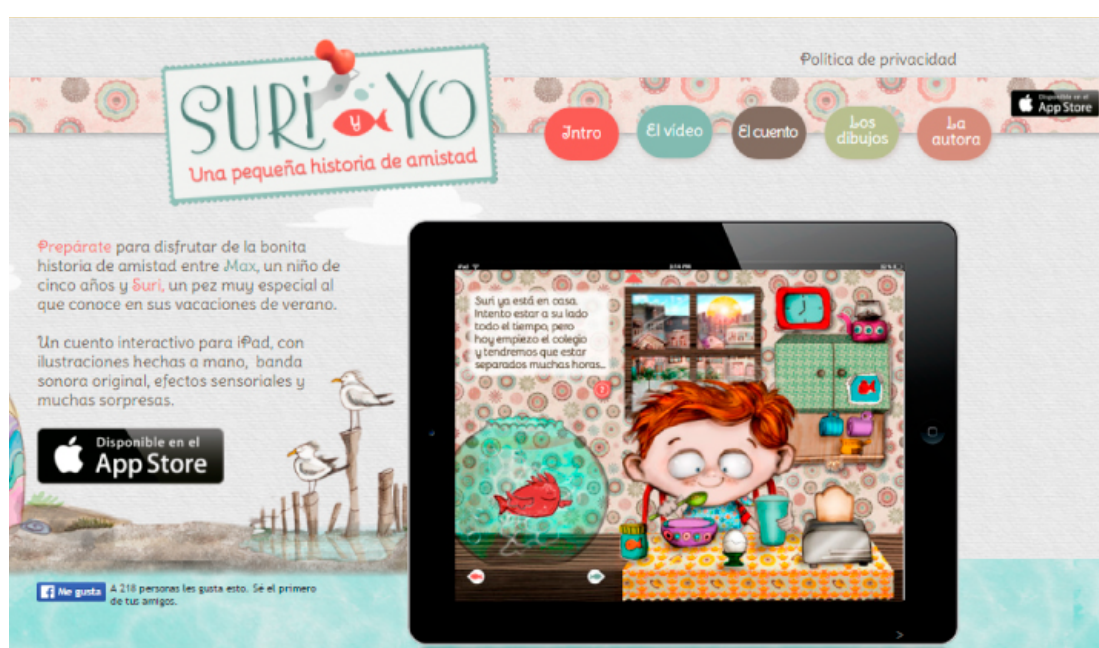 Política de privacidad
SURI y YO
Una pequeña historia de amistad
Disponible en el
App Store
Intro
El vídeo
El cuento
Los
dibujos
La
autora
Prepárate para disfrutar de la bonita
historia de amistad entre Max, un niño de
cinco años y Suri, un pez muy especial al
que conoce en sus vacaciones de verano.
Un cuento interactivo para iPad, con
ilustraciones hechas a mano, banda
sonora original, efectos sensoriales y
muchas sorpresas.
Disponible en el
App Store
iPad
Suri ya está en casa.
Intento estar a su lado
todo el tiempo, pero
hoy empiezo el colegio
y tendremos que estar
separados muchas horas...
Me gusta
A 218 personas les gusta esto. Sé el primero
de tus amigos.